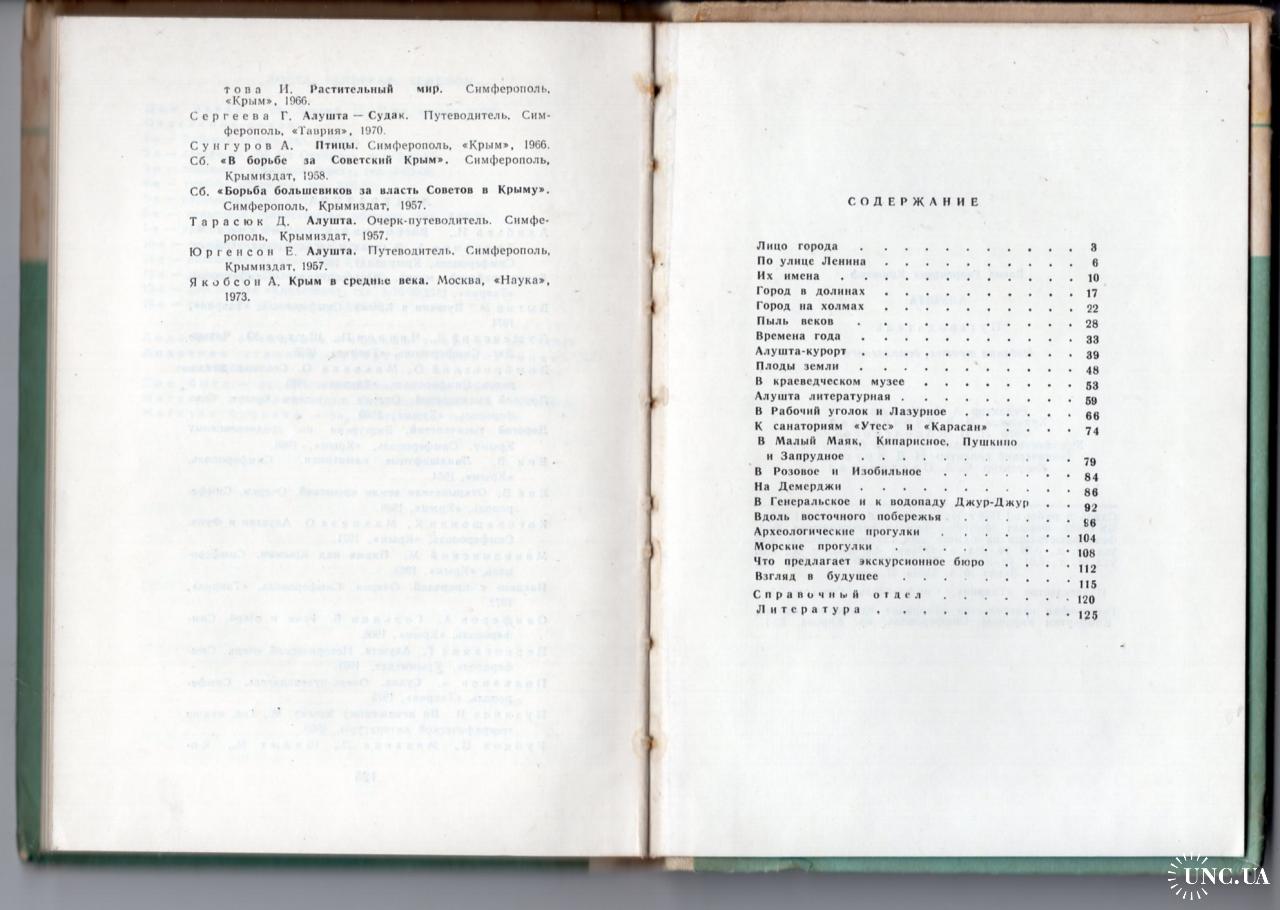 това И. Растительный мир. Симферополь,
«Крым», 1966.
Сергеева Г. Алушта — Судак. Путеводитель. Сим-
ферополь, «Таврия», 1970.
Сунгуров А. Птицы. Симферополь, «Крым», 1966.
Сб. «В борьбе за Советский Крым». Симферополь,
Крымиздат, 1958.
Сб. «Борьба большевиков за власть Советов в Крыму».
Симферополь, Крымиздат, 1957.
Тарасюк Д. Алушта. Очерк-путеводитель. Симфе-
рополь, Крымиздат, 1957.
Юргенсон Е. Алушта. Путеводитель. Симферополь,
Крымиздат, 1957.
Якобсон А. Крым в средние века. Москва, «Наука»,
1973.
СОДЕРЖАНИЕ
Лицо города . . . . . . . . . . 3
По улице Ленина . . . . . . . . . 6
Их имена . . . . . . . . . . . 10
Город в долинах . . . . . . . . . 17
Город на холмах . . . . . . . . . 22
Пыль веков . . . . . . . . . . 28
Времена года . . . . . . . . . . 33
Алушта-курорт . . . . . . . . . . 39
Плоды земли . . . . . . . . . . 48
В краеведческом музее . . . . . . . 53
Алушта литературная . . . . . . . . 59
В Рабочий уголок и Лазурное . . . . . . 66
К санаториям «Утес» и «Карасан» . . . . 74
В Малый Маяк, Кипарисное, Пушкино
и Запрудное . . . . . . . . . . 79
В Розовое и Изобильное . . . . . . . 84
На Демерджи . . . . . . . . . . 86
В Генеральское и к водопаду Джур-Джур . . 92
Вдоль восточного побережья . . . . . . 96
Археологические прогулки . . . . . . . 104
Морские прогулки . . . . . . . . . 108
Что предлагает экскурсионное бюро . . . . 112
Взгляд в будущее . . . . . . . . 115
Справочный отдел . . . . . . 120
Литература . . . . . . . . . 125
UNC.UA